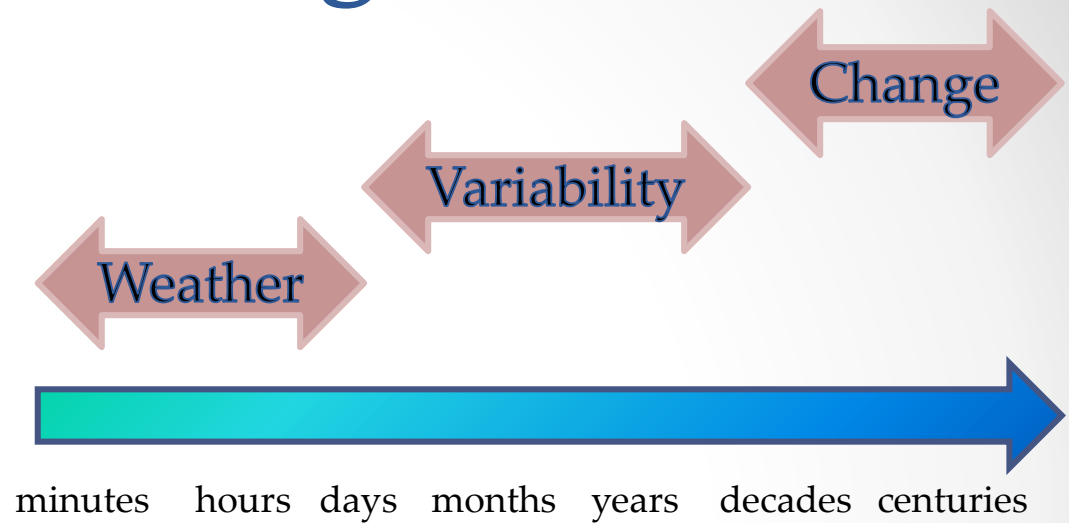 Change
Variability
Weather
minutes hours days months years decades centuries